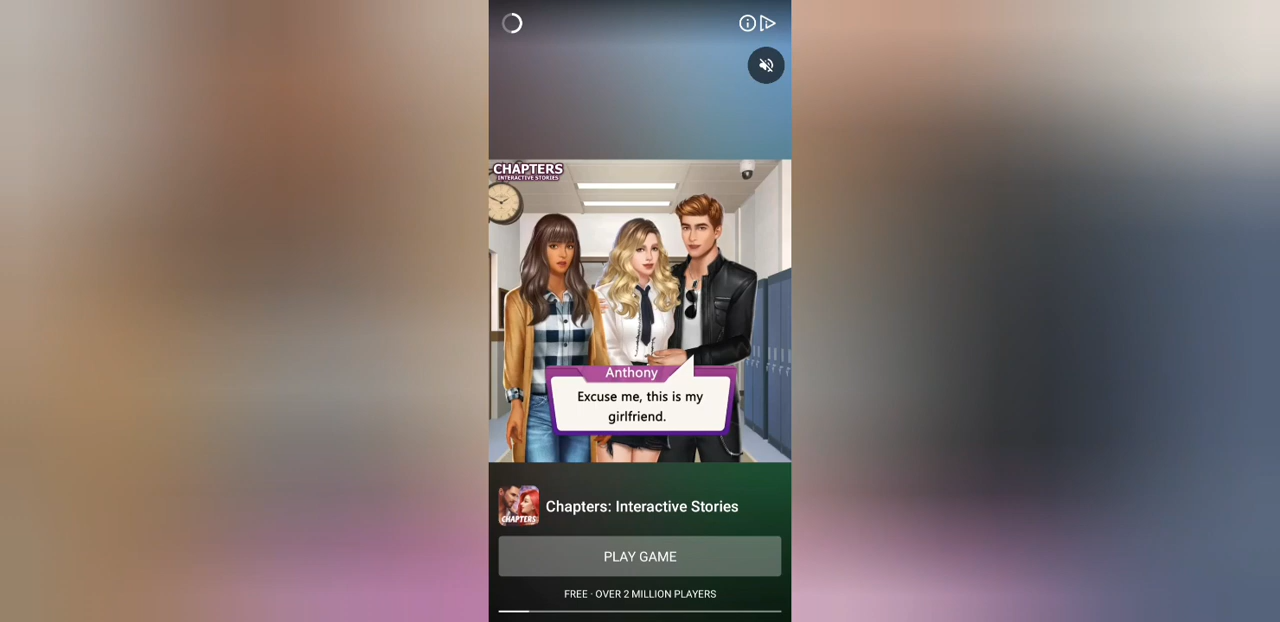 CHAPTERS
INTERACTIVE STORIES
Anthony
Excuse me, this is my
girlfriend.
CHAPTERS
Chapters: Interactive Stories
PLAY GAME
FREE · OVER 2 MILLION PLAYERS